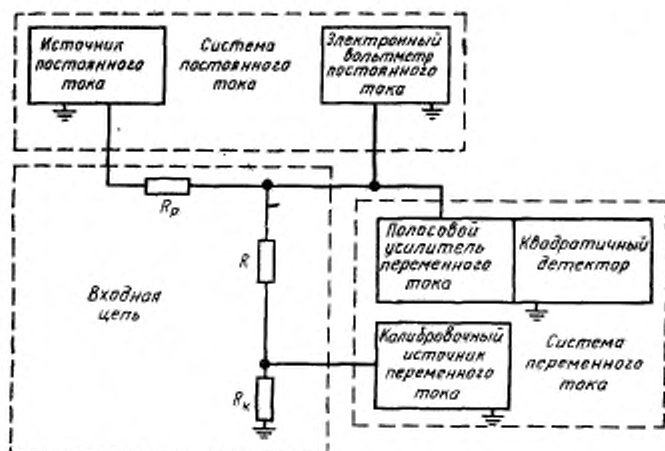 Источник
постоянного
тока
Система
постоянного
тока
Электронный
вольтметр
постоянного
тока
Rр
R
Входная
цепь
Rк
Полосовой
усилитель
переменного
тока
Квадратичный
детектор
Калибровочный
источник
переменного
тока
Система
переменного
тока